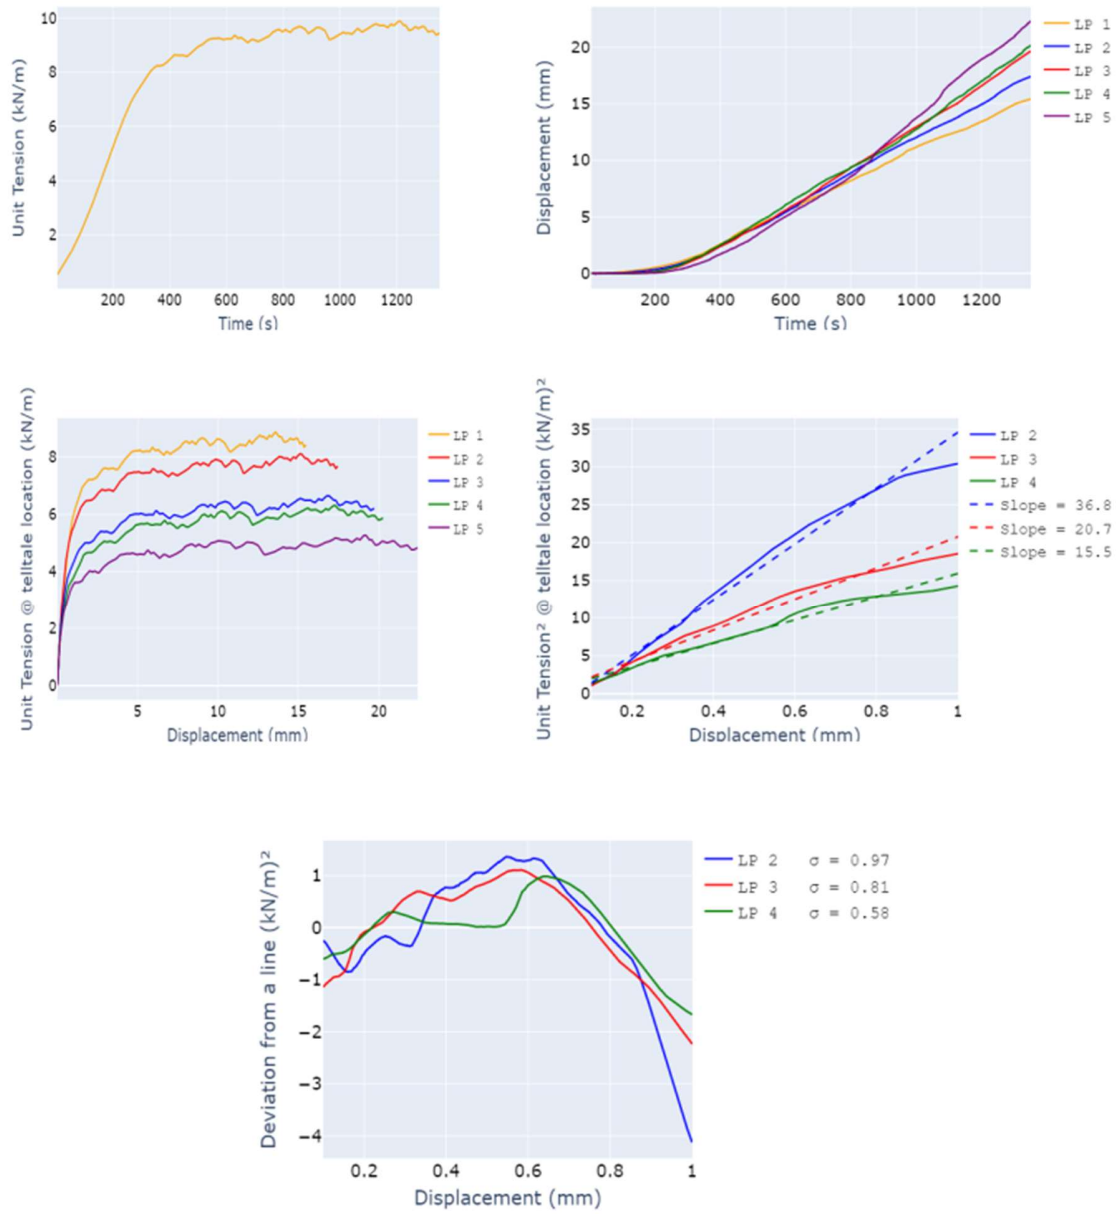 Unit Tension (kN/m)
10
8
6
4
2
200 400 600 800 1000 1200
Time (s)
Displacement (mm)
20
15
10
5
0
200 400 600 800 1000 1200
Time (s)
LP 1
LP 2
LP 3
LP 4
LP 5
Unit Tension @ telltale location (kN/m)
8
6
4
2
0
5 10 15 20
Displacement (mm)
LP 1
LP 2
LP 3
LP 4
LP 5
Unit Tension² @ telltale location (kN/m)²
35
30
25
20
15
10
5
0
0.2 0.4 0.6 0.8 1
Displacement (mm)
LP 2
LP 3
LP 4
Slope = 36.8
Slope = 20.7
Slope = 15.5
Deviation from a line (kN/m)²
1
0
−1
−2
−3
−4
0.2 0.4 0.6 0.8 1
Displacement (mm)
LP 2 σ = 0.97
LP 3 σ = 0.81
LP 4 σ = 0.58